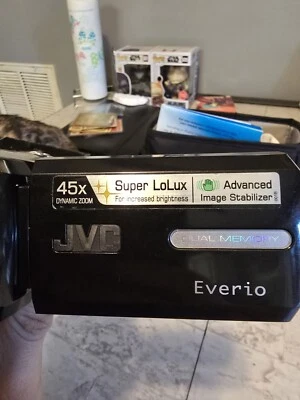 45x
DYNAMIC ZOOM
Super LoLux
For increased brightness
Advanced
Image Stabilizer
JVC
DUAL MEMORY
Everio